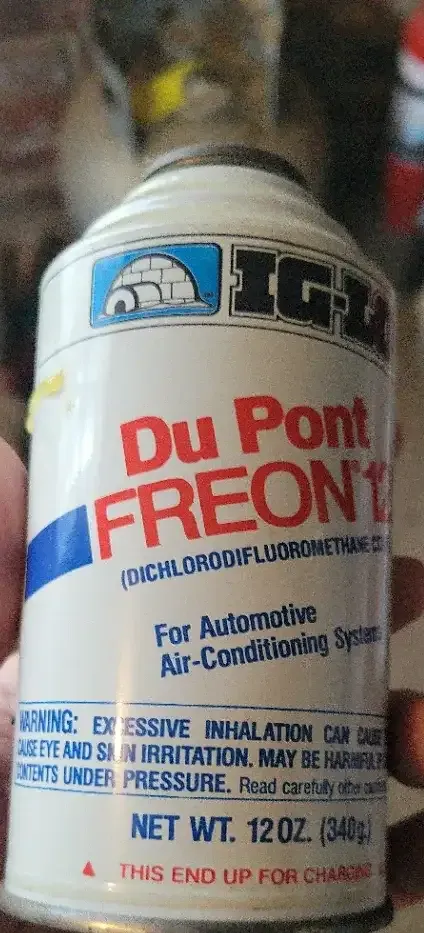 IG-LO
Du Pont
FREON® 12
(DICHLORODIFLUOROMETHANE
For Automotive
Air-Conditioning System
WARNING: EXCESSIVE INHALATION CAN CAUSE
CAUSE EYE AND SKIN IRRITATION. MAY BE HARMFUL
CONTENTS UNDER PRESSURE. Read carefully other
NET WT. 12 OZ. (340g.)
▲ THIS END UP FOR CHARGING